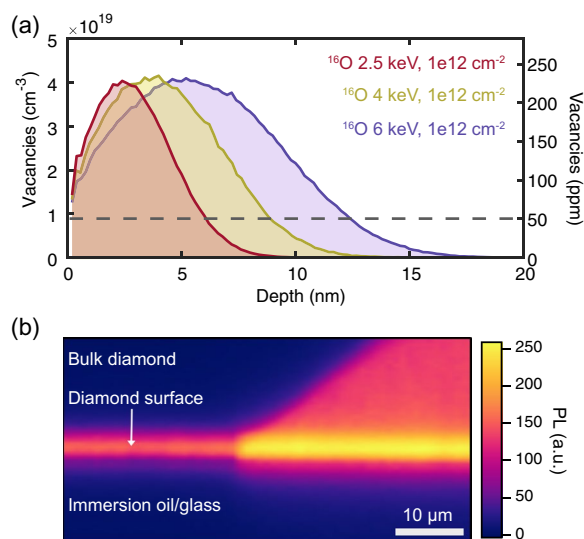 (a)
×10¹⁹
5
4
3
2
1
0
Vacancies (cm⁻³)
¹⁶O 2.5 keV, 1e12 cm⁻²
¹⁶O 4 keV, 1e12 cm⁻²
¹⁶O 6 keV, 1e12 cm⁻²
250
200
150
100
50
0
Vacancies (ppm)
0 5 10 15 20
Depth (nm)
(b)
Bulk diamond
Diamond surface
Immersion oil/glass
10 μm
250
200
150
100
50
0
PL (a.u.)